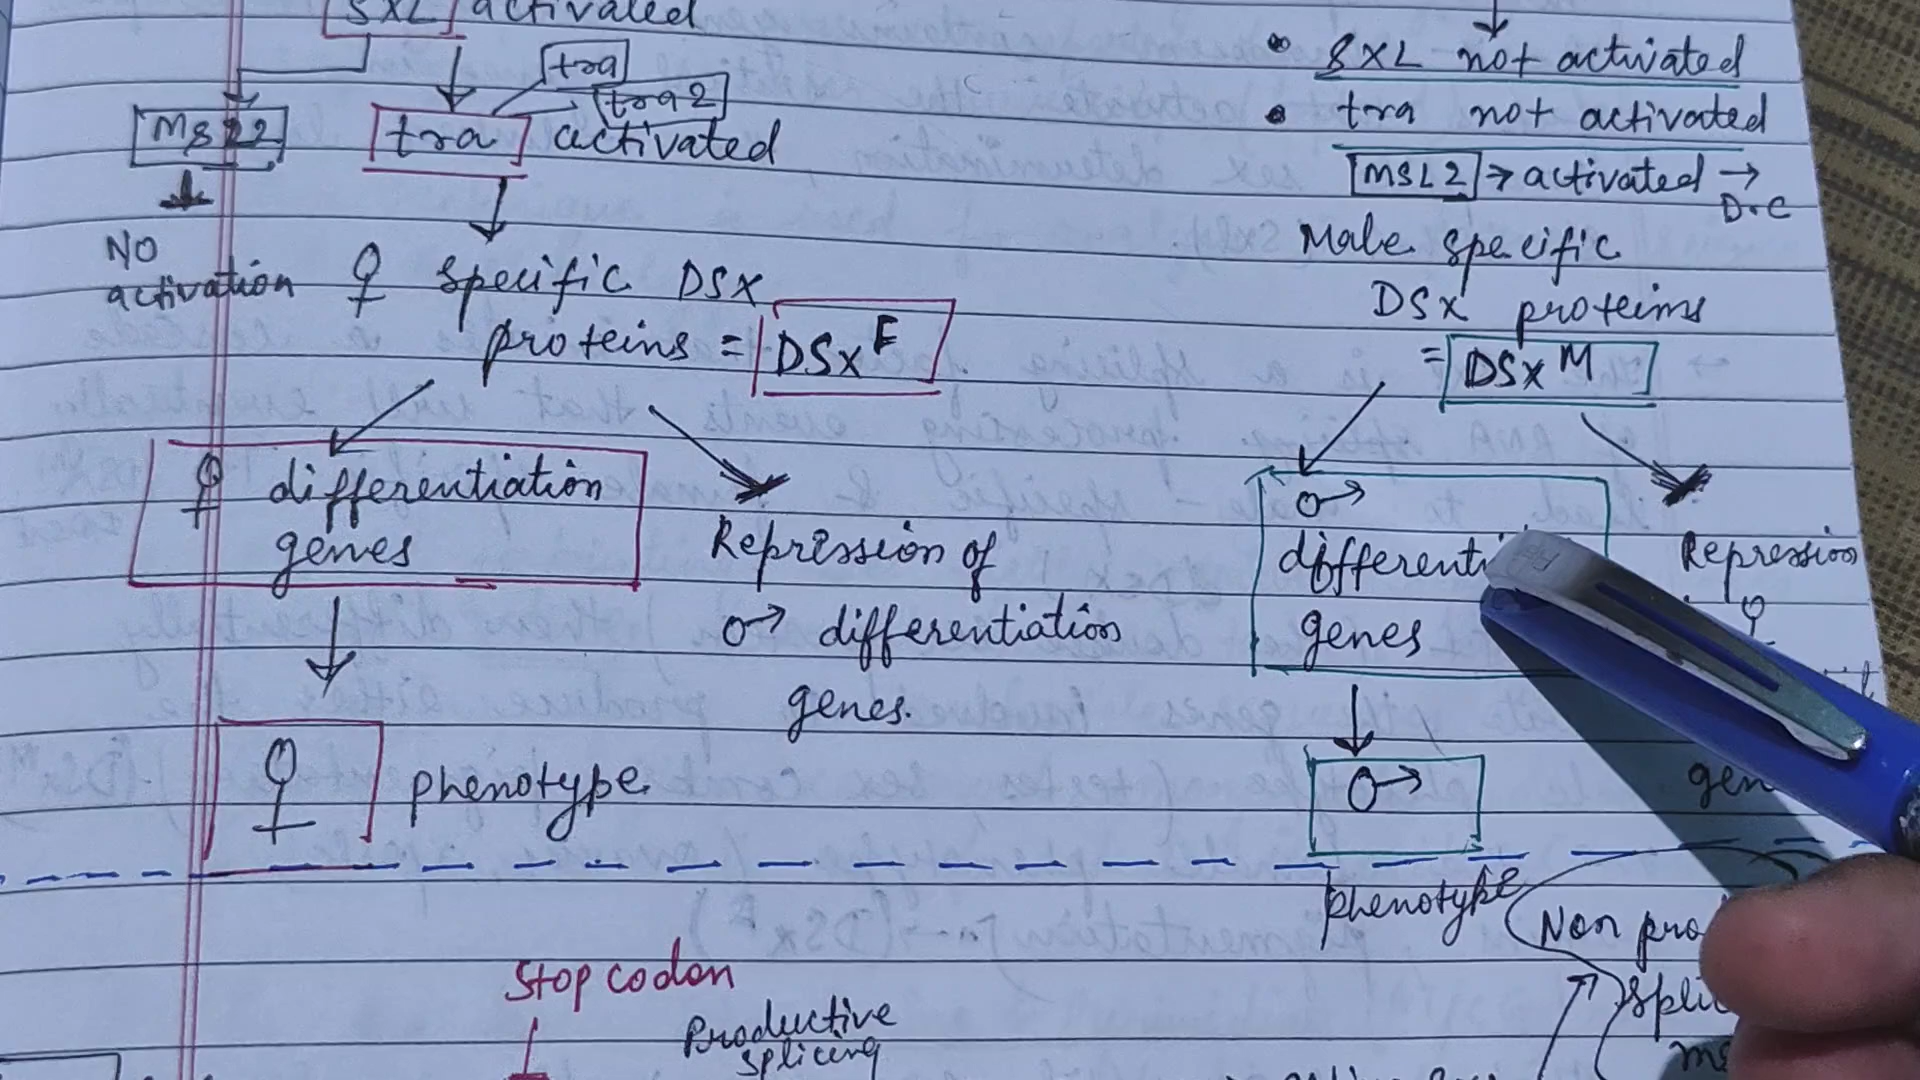 SXL activated
tra
tra2
MSL2
tra activated
NO
activation
♀ specific DSX
proteins = DSX^F
♀ differentiation
genes
Repression of
♂ differentiation
genes.
♀ phenotype.
SXL not activated
tra not activated
MSL2 → activated →
D.C
Male specific
DSX proteins
= DSX^M
♂
differenti
genes
Repression
♀
gen
♂
phenotype
Non pro
spli
Stop codon
Productive
splicing